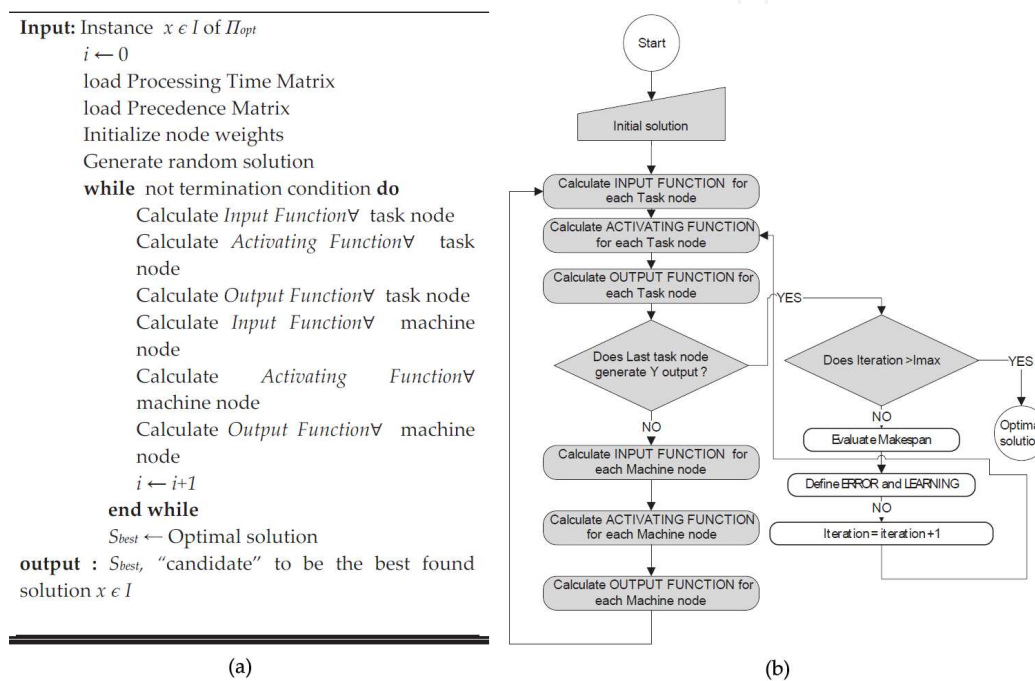 Input: Instance x ϵ I of Πopt
i ← 0
load Processing Time Matrix
load Precedence Matrix
Initialize node weights
Generate random solution
while not termination condition do
Calculate Input Function∀ task node
Calculate Activating Function∀ task
node
Calculate Output Function∀ task node
Calculate Input Function∀ machine
node
Calculate Activating Function∀
machine node
Calculate Output Function∀ machine
node
i ← i+1
end while
Sbest ← Optimal solution
output : Sbest, “candidate” to be the best found
solution x ϵ I
(a)
Start
Initial solution
Calculate INPUT FUNCTION for
each Task node
Calculate ACTIVATING FUNCTION
for each Task node
Calculate OUTPUT FUNCTION for
each Task node
Does Last task node
generate Y output ?
YES
NO
Calculate INPUT FUNCTION for
each Machine node
Calculate ACTIVATING FUNCTION
for each Machine node
Calculate OUTPUT FUNCTION for
each Machine node
Does Iteration >Imax
YES
Optima
solution
NO
Evaluate Makespan
Define ERROR and LEARNING
NO
Iteration = iteration +1
(b)